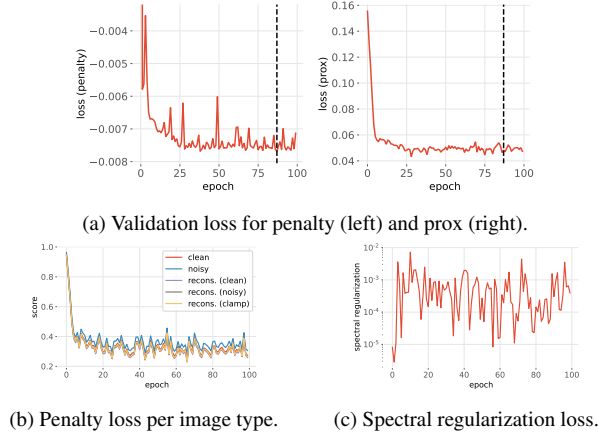 −0.004
−0.005
−0.006
−0.007
−0.008
loss (penalty)
0 25 50 75 100
epoch
0.16
0.14
0.12
0.10
0.08
0.06
0.04
loss (prox)
0 25 50 75 100
epoch
(a) Validation loss for penalty (left) and prox (right).
1.0
0.8
0.6
0.4
0.2
score
clean
noisy
recons. (clean)
recons. (noisy)
recons. (clamp)
0 20 40 60 80 100
epoch
10⁻²
10⁻³
10⁻⁴
10⁻⁵
spectral regularization
0 20 40 60 80 100
epoch
(b) Penalty loss per image type.
(c) Spectral regularization loss.